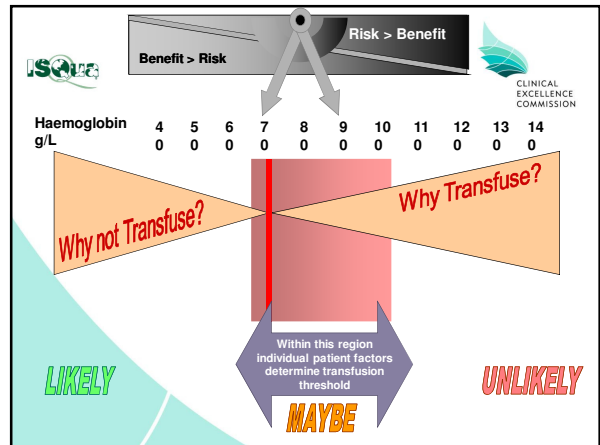 Risk > Benefit
Benefit > Risk
ISQua
CLINICAL
EXCELLENCE
COMMISSION
Haemoglobin 4 5 6 7 8 9 10 11 12 13 14
g/L 0 0 0 0 0 0 0 0 0 0 0
Why not Transfuse?
Why Transfuse?
Within this region
individual patient factors
determine transfusion
threshold
LIKELY
MAYBE
UNLIKELY